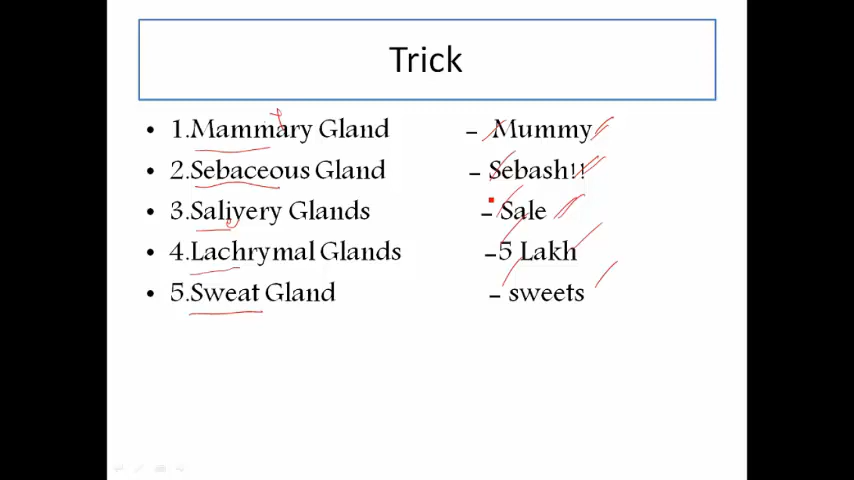 Trick
• 1.Mammary Gland – Mummy
• 2.Sebaceous Gland – Sebash!!
• 3.Salivery Glands – Sale
• 4.Lachrymal Glands –5 Lakh
• 5.Sweat Gland – sweets